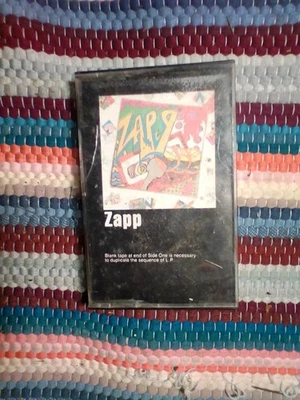 ZAPP
Zapp
Blank tape at end of Side One is necessary
to duplicate the sequence of L.P.